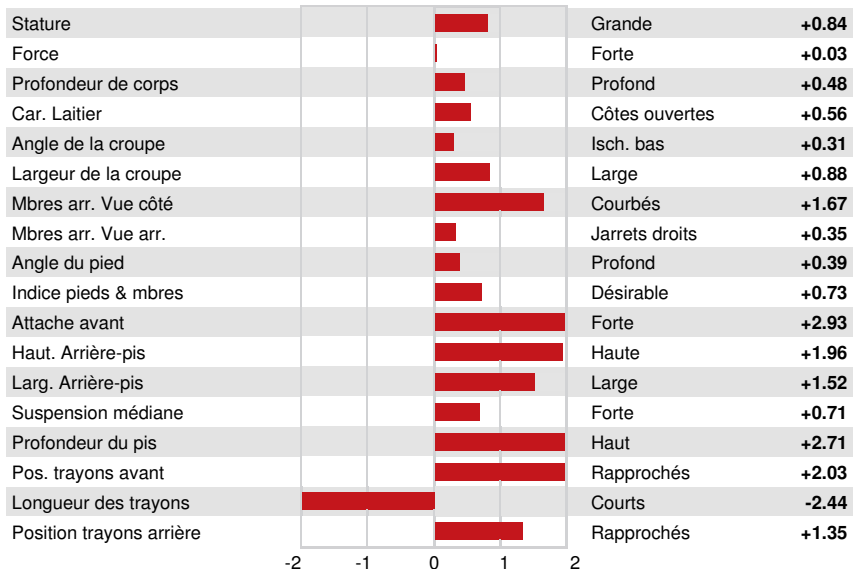 Stature Grande +0.84
Force Forte +0.03
Profondeur de corps Profond +0.48
Car. Laitier Côtes ouvertes +0.56
Angle de la croupe Isch. bas +0.31
Largeur de la croupe Large +0.88
Mbres arr. Vue côté Courbés +1.67
Mbres arr. Vue arr. Jarrets droits +0.35
Angle du pied Profond +0.39
Indice pieds & mbres Désirable +0.73
Attache avant Forte +2.93
Haut. Arrière-pis Haute +1.96
Larg. Arrière-pis Large +1.52
Suspension médiane Forte +0.71
Profondeur du pis Haut +2.71
Pos. trayons avant Rapprochés +2.03
Longueur des trayons Courts -2.44
Position trayons arrière Rapprochés +1.35
-2 -1 0 1 2